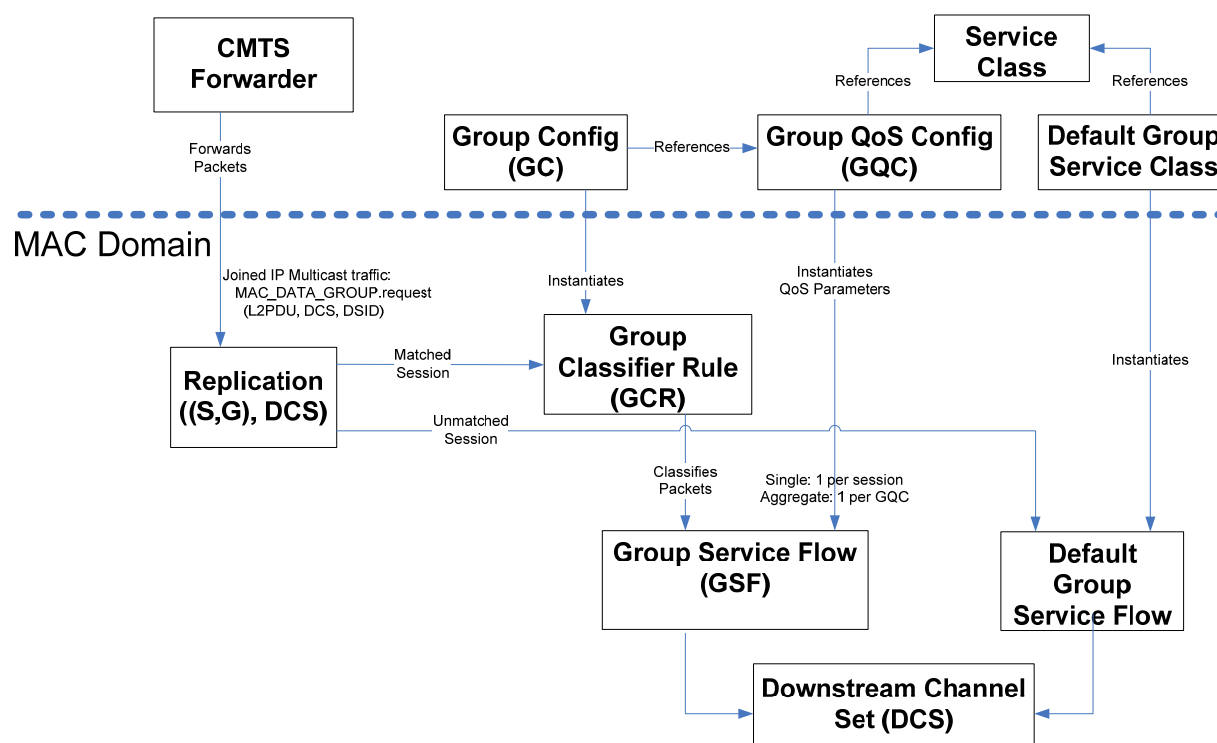 CMTS
Forwarder
Service
Class
References
References
Group Config
(GC)
References
Group QoS Config
(GQC)
Default Group
Service Class
Forwards
Packets
MAC Domain
Joined IP Multicast traffic:
MAC_DATA_GROUP.request
(L2PDU, DCS, DSID)
Instantiates
Instantiates
QoS Parameters
Instantiates
Replication
((S,G), DCS)
Matched
Session
Group
Classifier Rule
(GCR)
Unmatched
Session
Classifies
Packets
Single: 1 per session
Aggregate: 1 per GQC
Group Service Flow
(GSF)
Default
Group
Service Flow
Downstream Channel
Set (DCS)